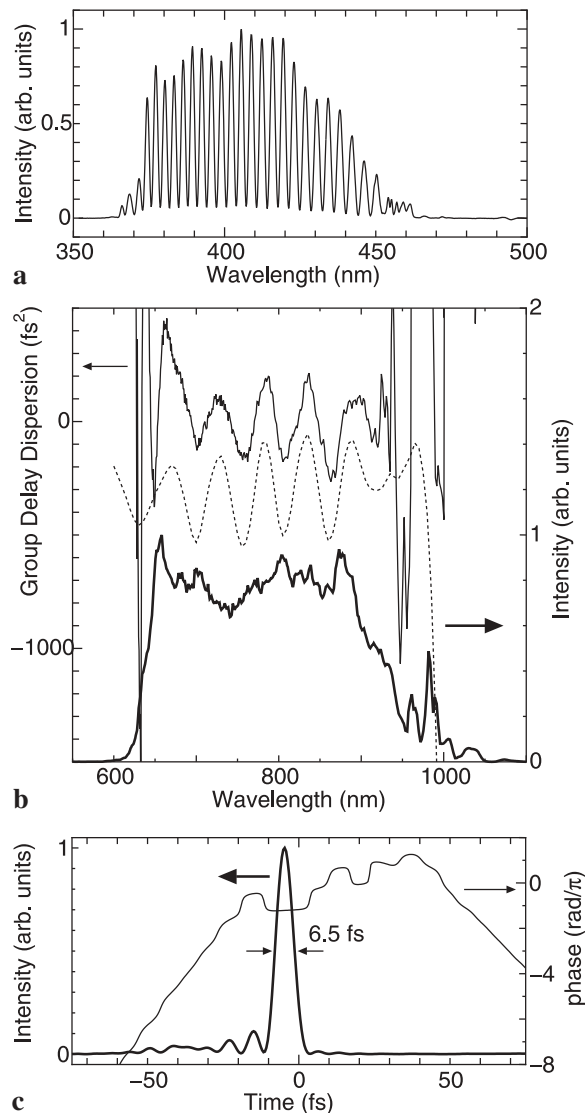 Intensity (arb. units)
1
0.5
0
350
400
450
500
Wavelength (nm)
a
Group Delay Dispersion (fs²)
0
−1000
2
1
0
Intensity (arb. units)
600
800
1000
Wavelength (nm)
b
Intensity (arb. units)
1
0
6.5 fs
0
−4
−8
phase (rad/π)
−50
0
50
Time (fs)
c